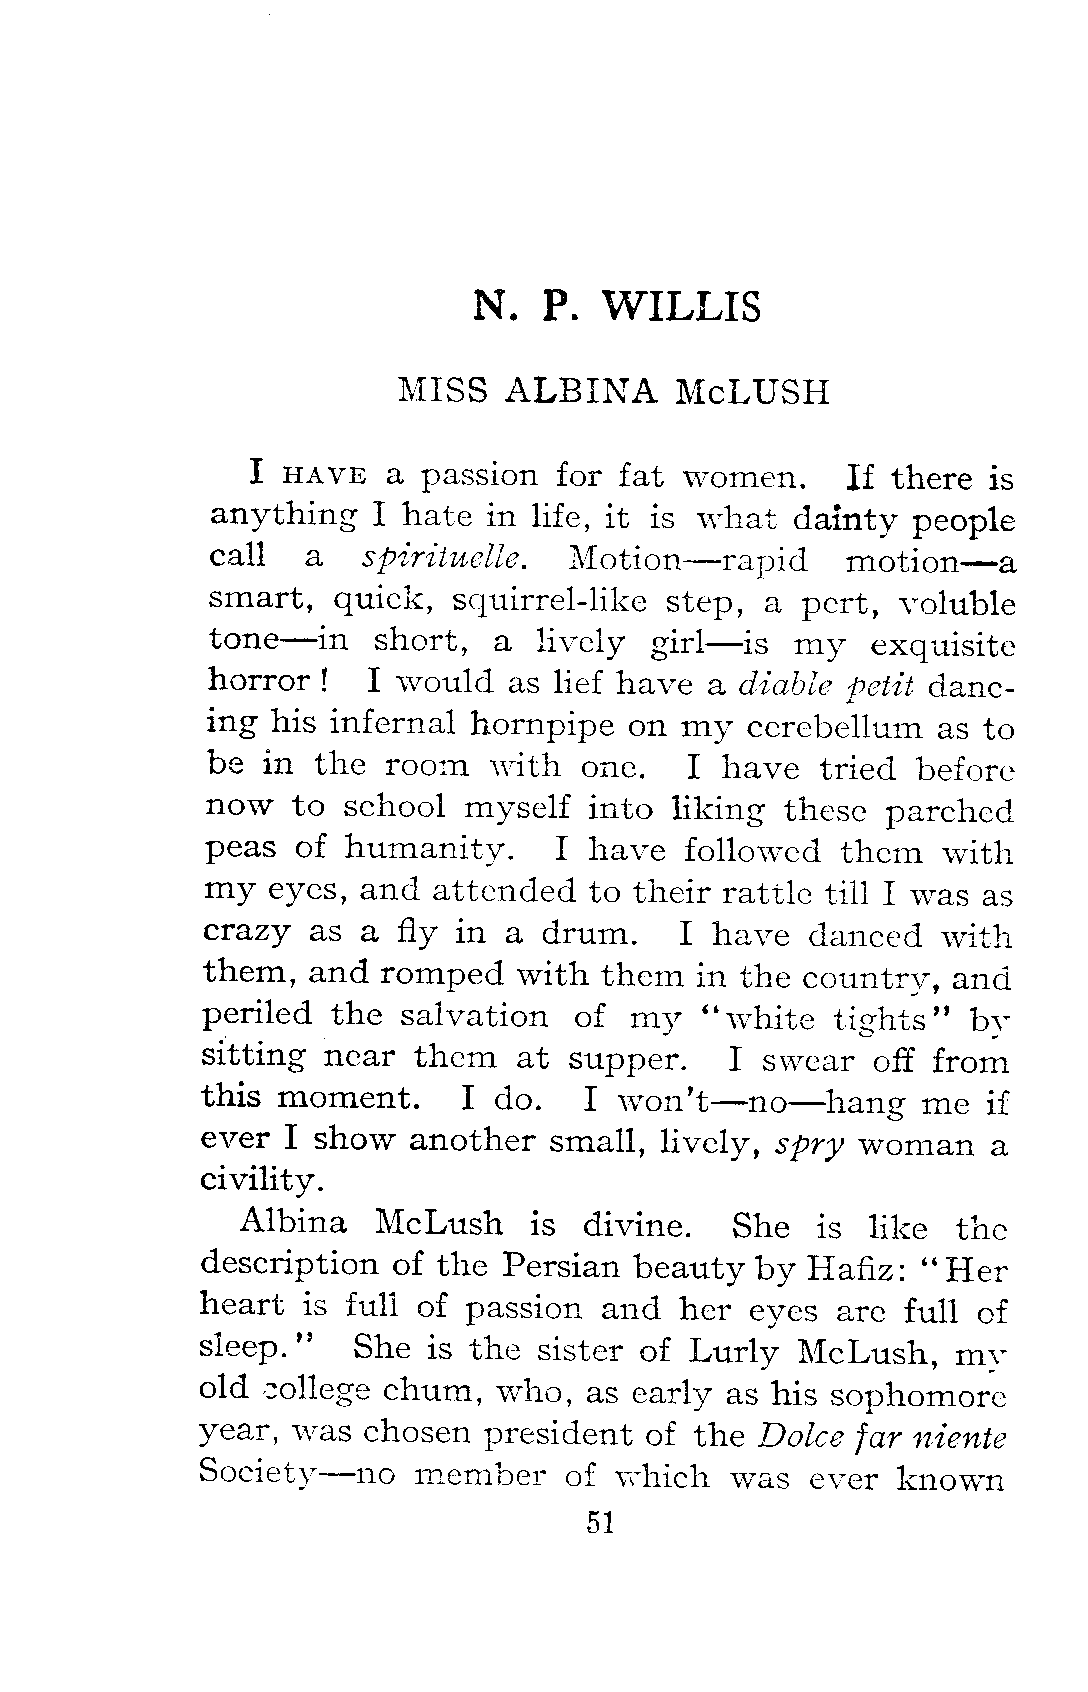 N. P. WILLIS
MISS ALBINA McLUSH
I HAVE a passion for fat women. If there is
anything I hate in life, it is what dainty people
call a spirituelle. Motion—rapid motion—a
smart, quick, squirrel-like step, a pert, voluble
tone—in short, a lively girl—is my exquisite
horror! I would as lief have a diable petit danc-
ing his infernal hornpipe on my cerebellum as to
be in the room with one. I have tried before
now to school myself into liking these parched
peas of humanity. I have followed them with
my eyes, and attended to their rattle till I was as
crazy as a fly in a drum. I have danced with
them, and romped with them in the country, and
periled the salvation of my "white tights" by
sitting near them at supper. I swear off from
this moment. I do. I won't—no—hang me if
ever I show another small, lively, spry woman a
civility.
Albina McLush is divine. She is like the
description of the Persian beauty by Hafiz: "Her
heart is full of passion and her eyes are full of
sleep." She is the sister of Lurly McLush, my
old college chum, who, as early as his sophomore
year, was chosen president of the Dolce far niente
Society—no member of which was ever known
51